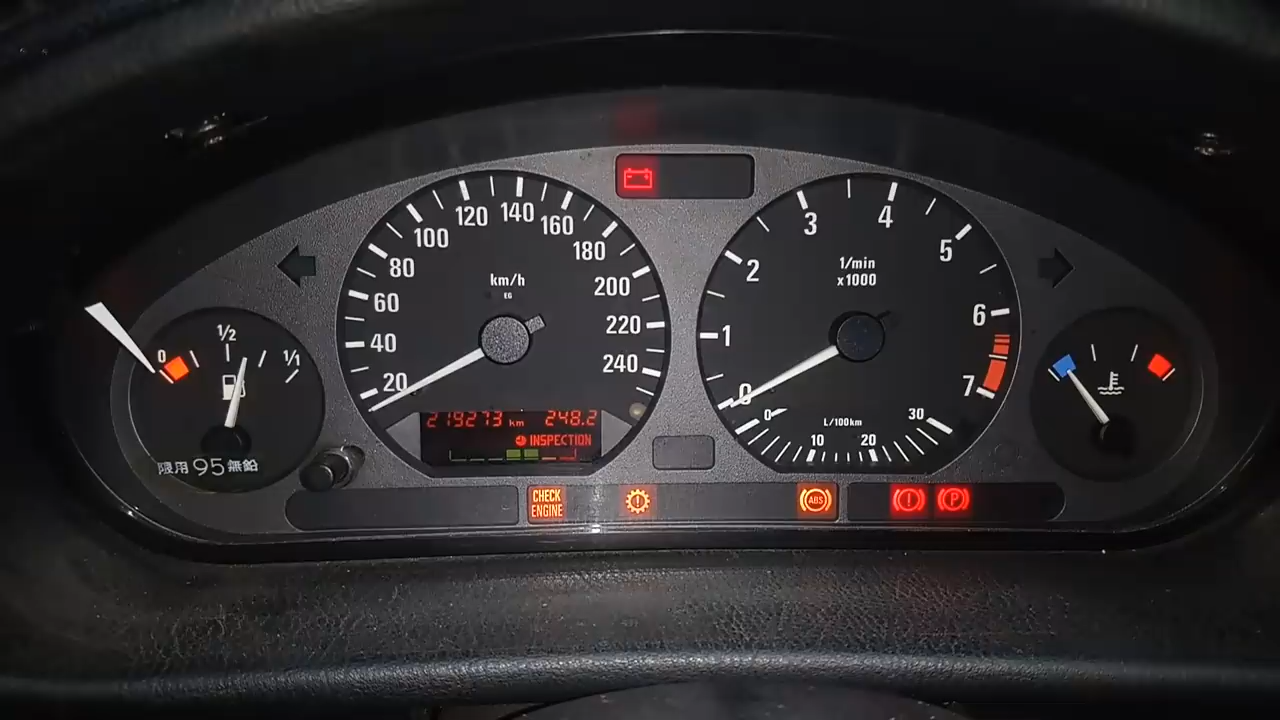 20
40
60
80
100
120
140
160
180
200
220
240
km/h
EG
219273 km 248.2
INSPECTION
0
1
2
3
4
5
6
7
1/min
x1000
0
10
20
30
L/100km
0
1/2
1/1
限用95無鉛
CHECK
ENGINE
ABS
P